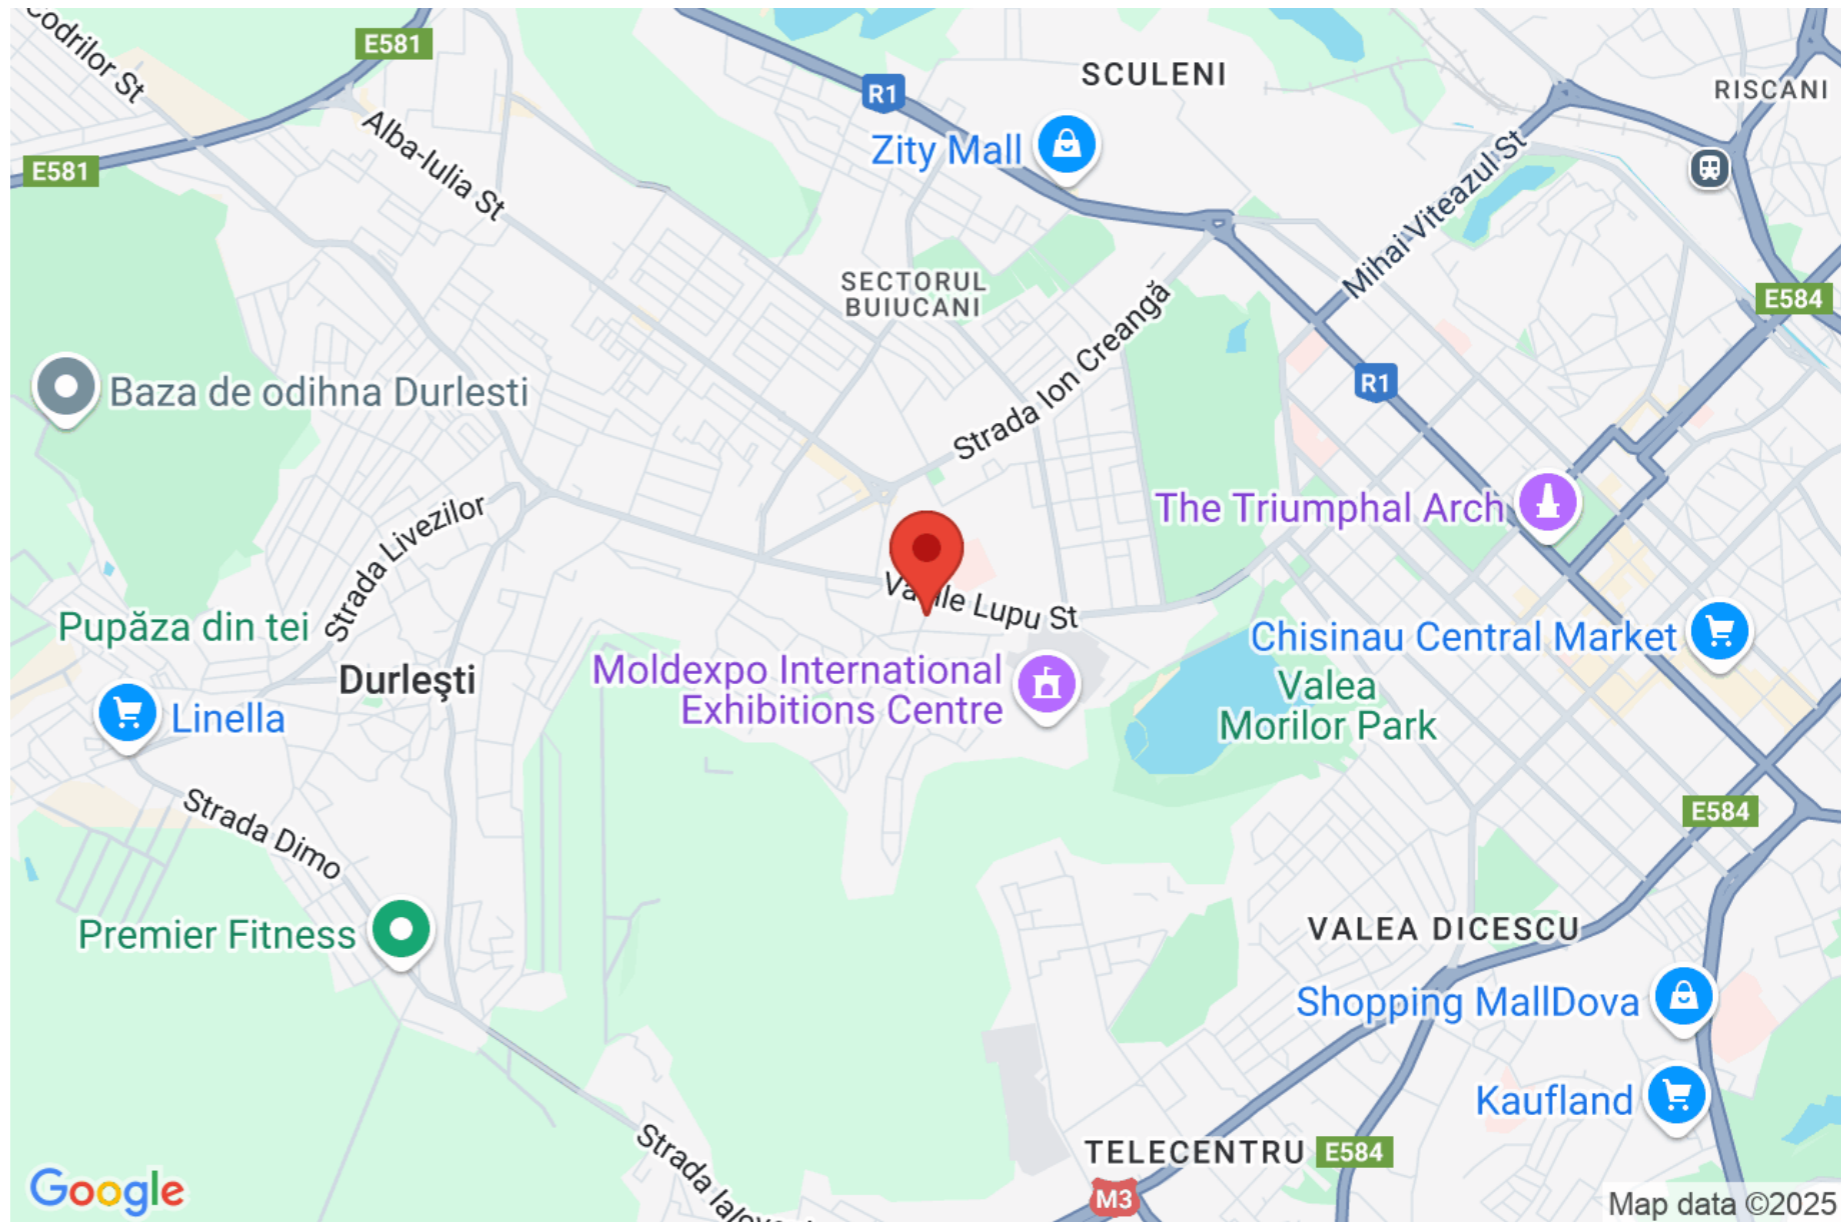 Codrilor St
E581
SCULENI
R1
RISCANI
Zity Mall
Alba-Iulia St
E581
Mihai Viteazul St
SECTORUL
BUIUCANI
E584
Strada Ion Creangă
R1
Baza de odihna Durlesti
Strada Livezilor
The Triumphal Arch
Lupu St
Pupăza din tei
Chisinau Central Market
Durleşti
Moldexpo International
Exhibitions Centre
Valea
Morilor Park
Linella
Strada Dimo
E584
Premier Fitness
VALEA DICESCU
Shopping MallDova
Kaufland
Strada
TELECENTRU
E584
M3
Google
Map data ©2025